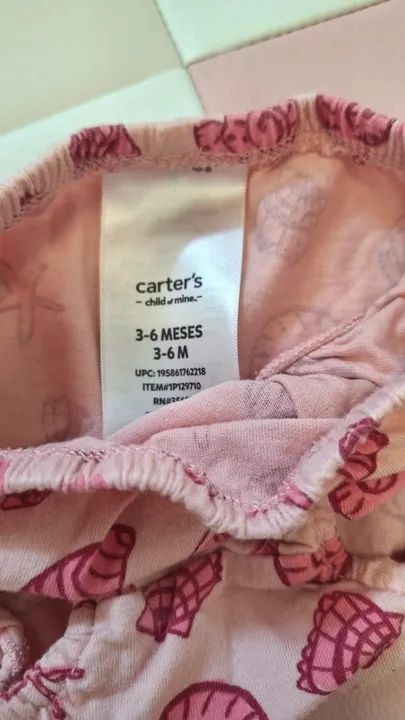 carter's
- child of mine.-
3-6 MESES
3-6 M
UPC: 195861762218
ITEM#1P129710